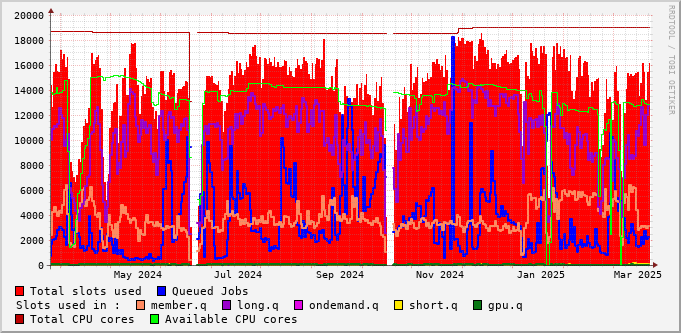 20000
18000
16000
14000
12000
10000
8000
6000
4000
2000
0
May 2024 Jul 2024 Sep 2024 Nov 2024 Jan 2025 Mar 2025
Total slots used Queued Jobs
Slots used in : member.q long.q ondemand.q short.q gpu.q
Total CPU cores Available CPU cores
RRDTOOL / TOBI OETIKER